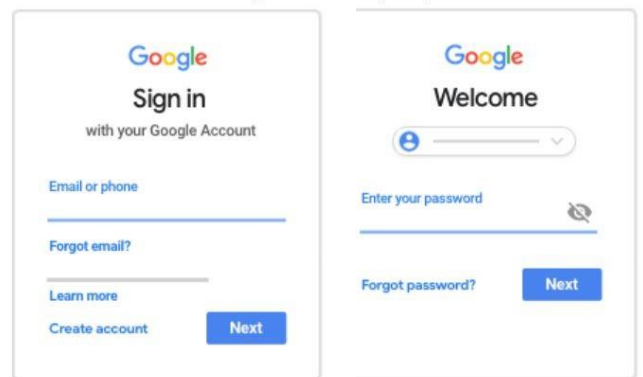 Google
Sign in
with your Google Account
Email or phone
Forgot email?
Learn more
Create account
Next
Google
Welcome
Enter your password
Forgot password?
Next